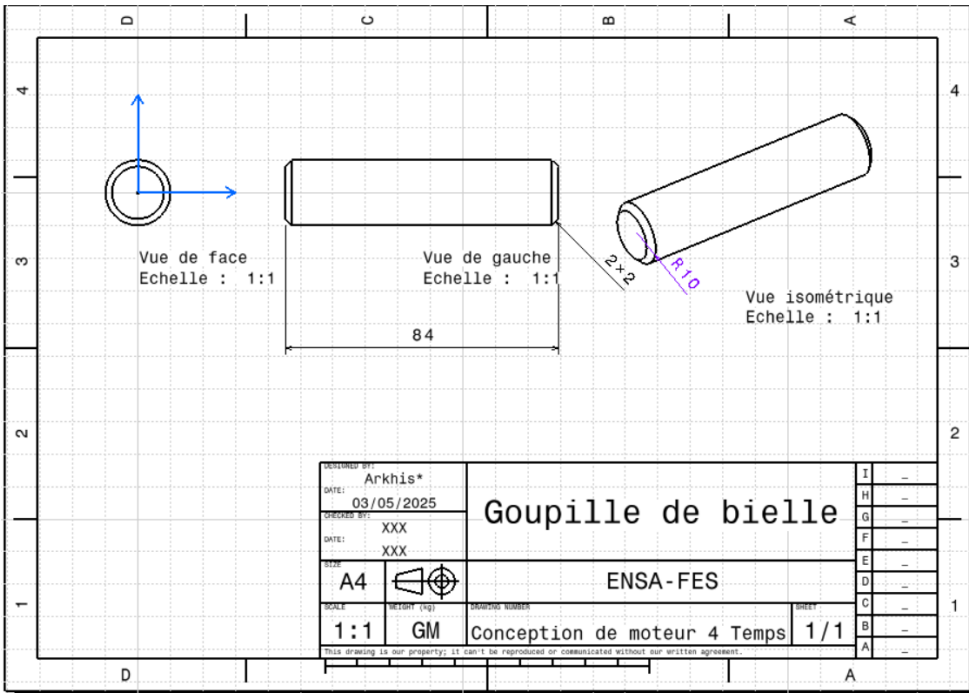 D C B A
4 4
Vue de face
Echelle : 1:1
Vue de gauche
Echelle : 1:1
2×2
R10
Vue isométrique
Echelle : 1:1
3 3
84
2 2
DESIGNED BY:
Arkhis*
DATE:
03/05/2025
CHECKED BY:
XXX
DATE:
XXX
Goupille de bielle
I _
H _
G _
F _
E _
D _
C _
B _
A _
SIZE
A4
ENSA-FES
1 1
SCALE
1:1
WEIGHT (kg)
GM
DRAWING NUMBER
Conception de moteur 4 Temps
SHEET
1/1
This drawing is our property; it can't be reproduced or communicated without our written agreement.
D A